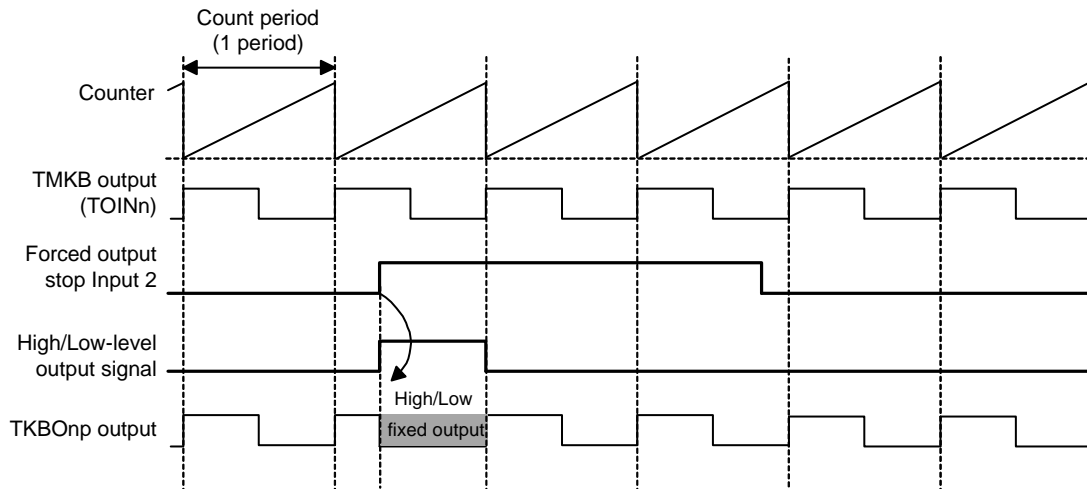 Count period
(1 period)
Counter
TMKB output
(TOINn)
Forced output
stop Input 2
High/Low-level
output signal
High/Low
fixed output
TKBOnp output